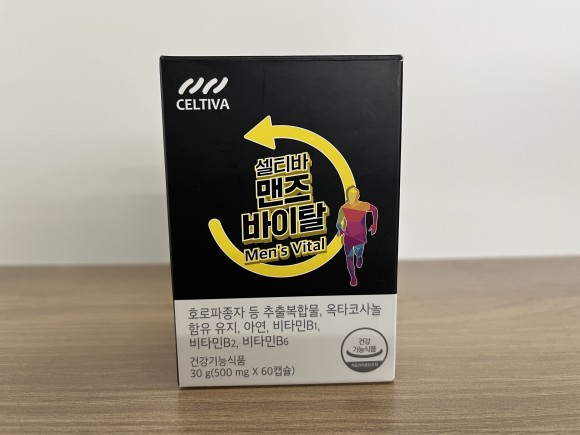 CELTIVA
셀티바
맨즈
바이탈
Men's Vital
호로파종자 등 추출복합물, 옥타코사놀
함유 유지, 아연, 비타민B1,
비타민B2, 비타민B6
건강기능식품
30 g(500 mg X 60캡슐)
건강
기능식품